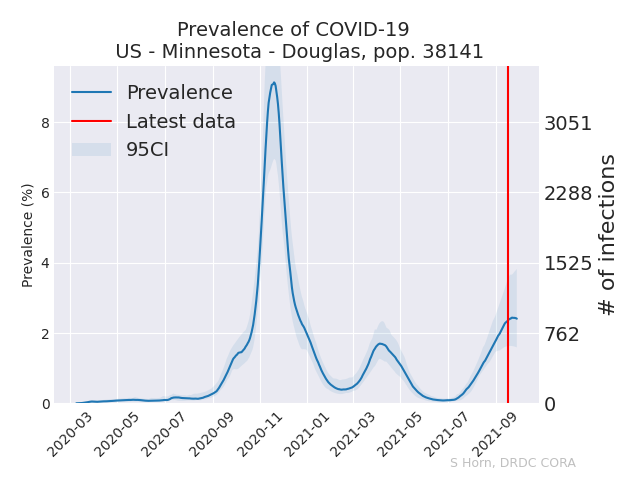 Prevalence of COVID-19
US - Minnesota - Douglas, pop. 38141
Prevalence
Latest data
95CI
Prevalence (%)
8
6
4
2
0
3051
2288
1525
762
0
# of infections
2020-03
2020-05
2020-07
2020-09
2020-11
2021-01
2021-03
2021-05
2021-07
2021-09
S Horn, DRDC CORA